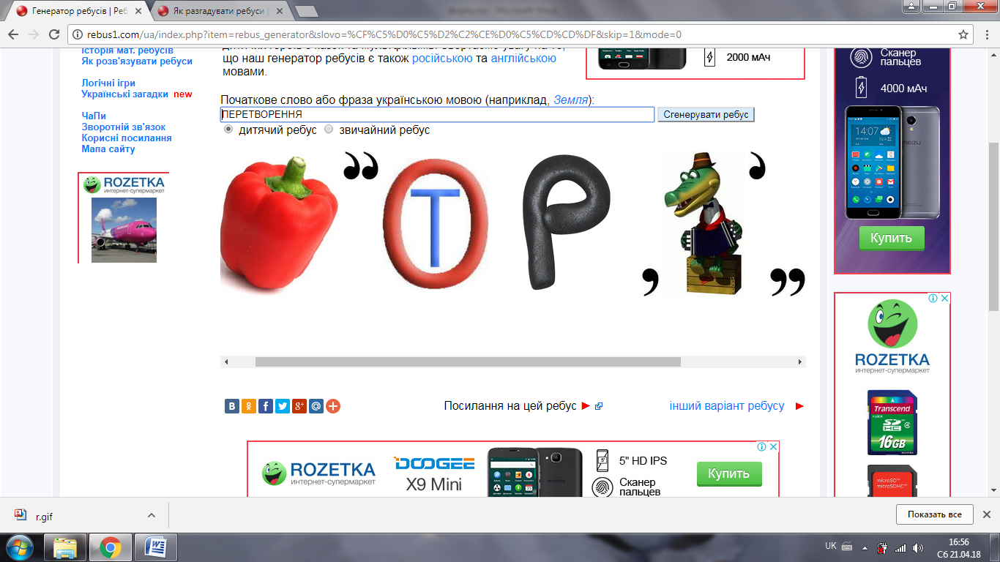 Генератор ребусів | Реб
Як разгадувати ребуси |
rebus1.com/ua/index.php?item=rebus_generator&slovo=%CF%C5%D0%C5%D2%C2%CE%D0%C5%CD%CD%DF&skip=1&mode=0
Історія мат. ребусів
Як розв'язувати ребуси
Логічні ігри
Українські загадки new
ЧаПи
Зворотній зв'язок
Корисні посилання
Мапа сайту
ROZETKA
интернет-супермаркет
що наш генератор ребусів є також російською та англійською
мовами.
2000 мАч
Початкове слово або фраза українською мовою (наприклад, Земля):
ПЕРЕТВОРЕННЯ
Сгенерувати ребус
дитячий ребус звичайний ребус
” Т Р , ’ ”
Посилання на цей ребус
інший варіант ребусу
ROZETKA
интернет-супермаркет
DOOGEE
X9 Mini
5" HD IPS
Сканер
пальцев
Купить
Сканер
пальцев
4000 мАч
14:07
MEIZU
Купить
ROZETKA
интернет-супермаркет
Transcend
16GB
microSD
microSDHC
r.gif
Показать все
UK
16:56
Сб 21.04.18